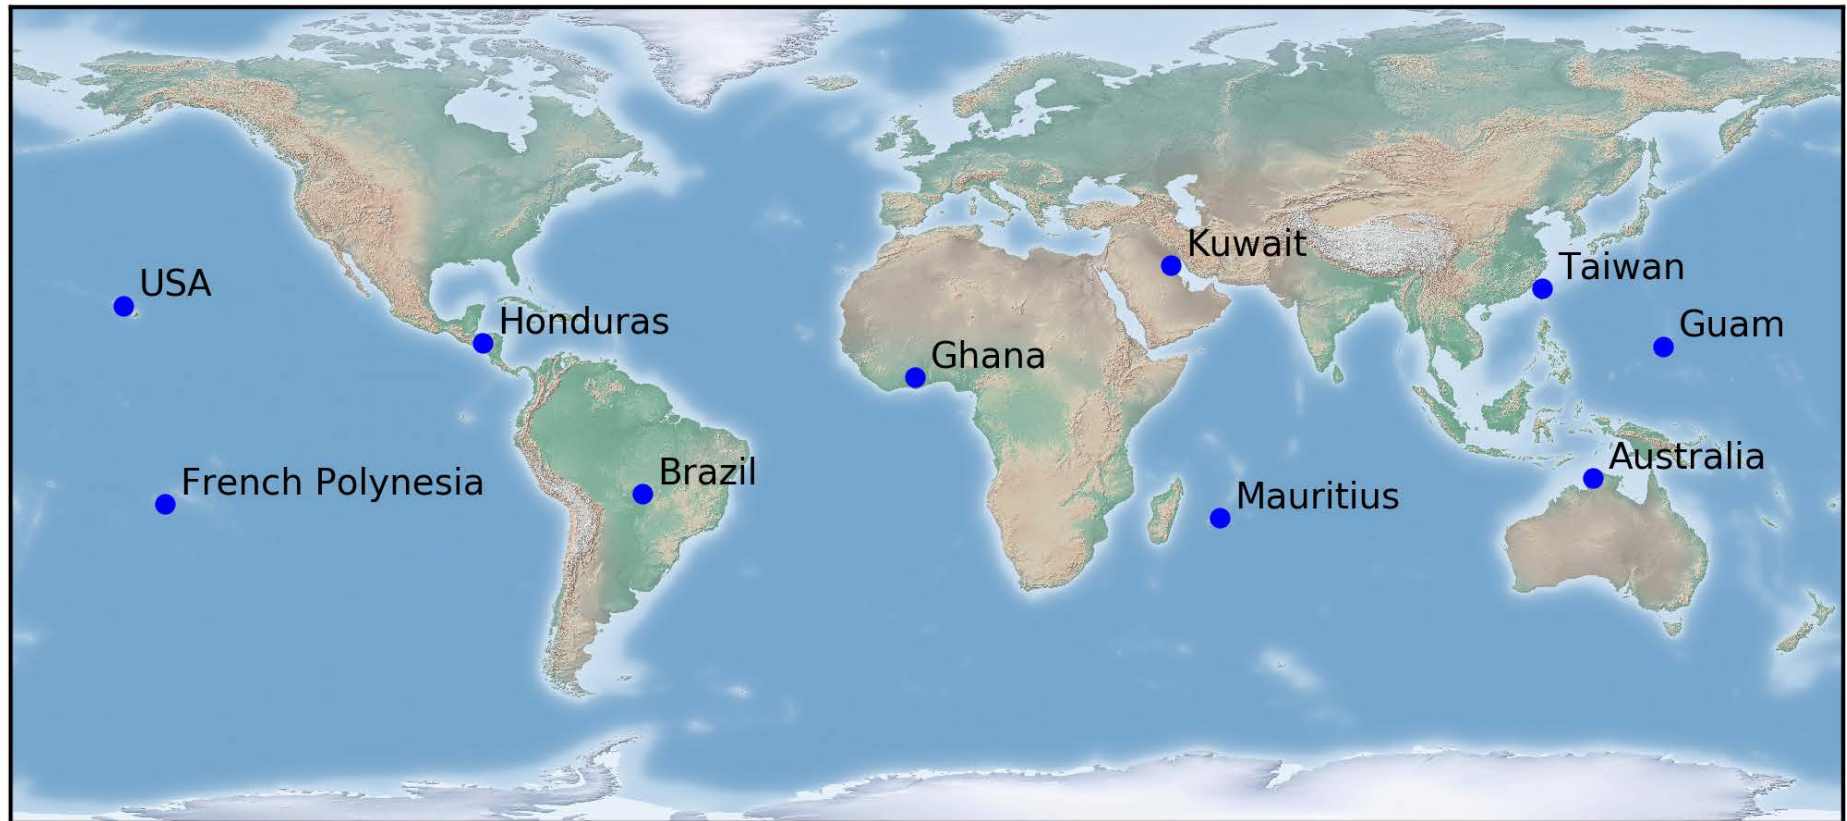 Kuwait
Taiwan
USA
Honduras
Guam
Ghana
Australia
Brazil
French Polynesia
Mauritius